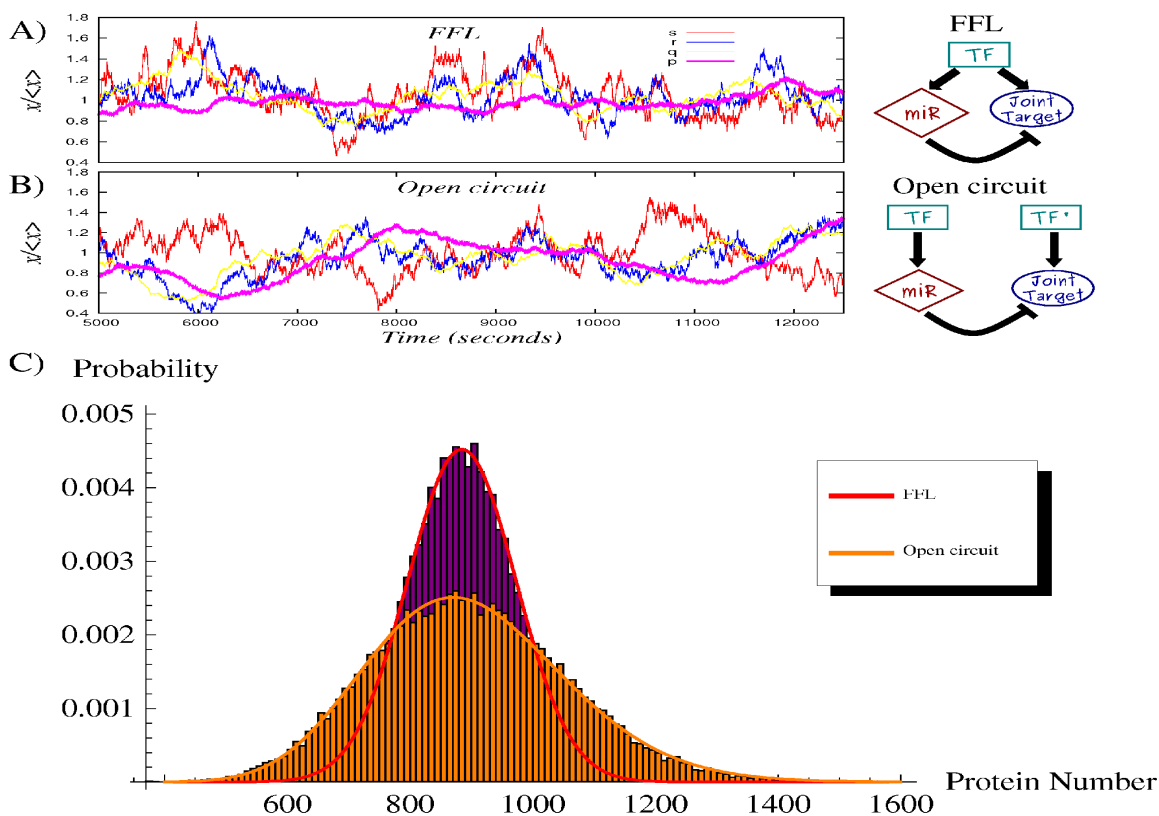 A)
FFL
x/<x>
1.8
1.6
1.4
1.2
1
0.8
0.6
0.4
s
r
q
p
FFL
TF
miR
Joint
Target
B)
Open circuit
x/<x>
1.8
1.6
1.4
1.2
1
0.8
0.6
0.4
5000 6000 7000 8000 9000 10000 11000 12000
Time (seconds)
Open circuit
TF TF'
miR
Joint
Target
C) Probability
0.005
0.004
0.003
0.002
0.001
600 800 1000 1200 1400 1600
Protein Number
FFL
Open circuit